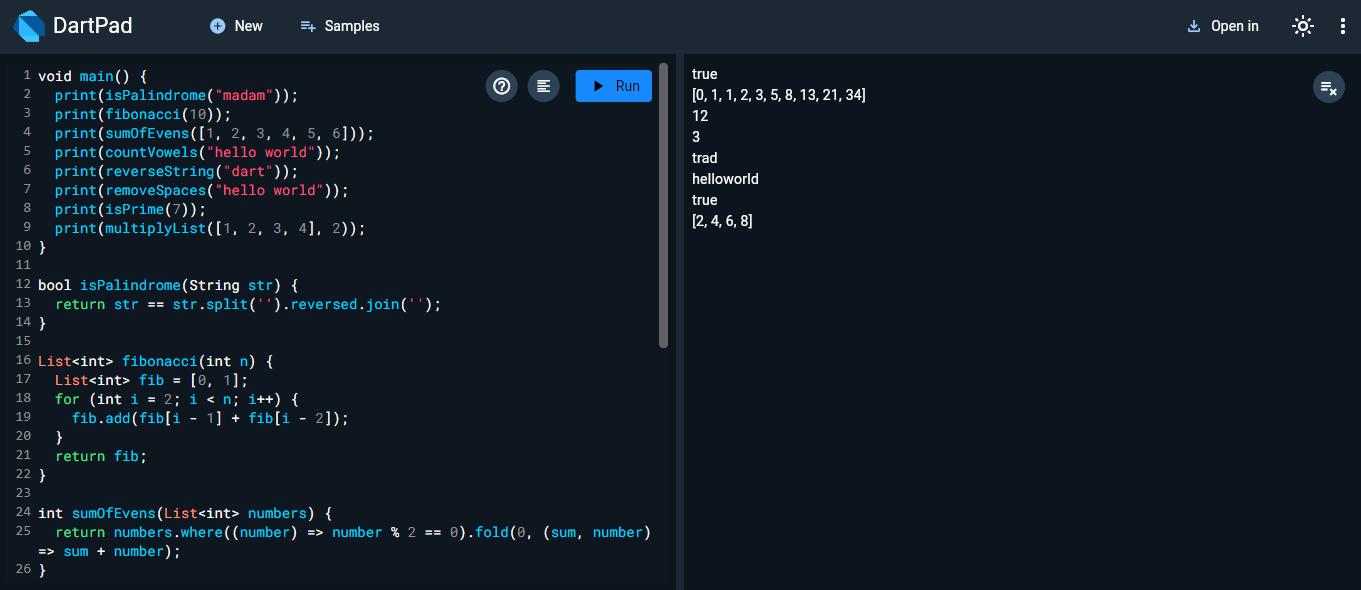 DartPad
New
Samples
Open in
Run
1 void main() {
2   print(isPalindrome("madam"));
3   print(fibonacci(10));
4   print(sumOfEvens([1, 2, 3, 4, 5, 6]));
5   print(countVowels("hello world"));
6   print(reverseString("dart"));
7   print(removeSpaces("hello world"));
8   print(isPrime(7));
9   print(multiplyList([1, 2, 3, 4], 2));
10 }
11
12 bool isPalindrome(String str) {
13   return str == str.split('').reversed.join('');
14 }
15
16 List<int> fibonacci(int n) {
17   List<int> fib = [0, 1];
18   for (int i = 2; i < n; i++) {
19     fib.add(fib[i - 1] + fib[i - 2]);
20   }
21   return fib;
22 }
23
24 int sumOfEvens(List<int> numbers) {
25   return numbers.where((number) => number % 2 == 0).fold(0, (sum, number)
=> sum + number);
26 }
true
[0, 1, 1, 2, 3, 5, 8, 13, 21, 34]
12
3
trad
helloworld
true
[2, 4, 6, 8]